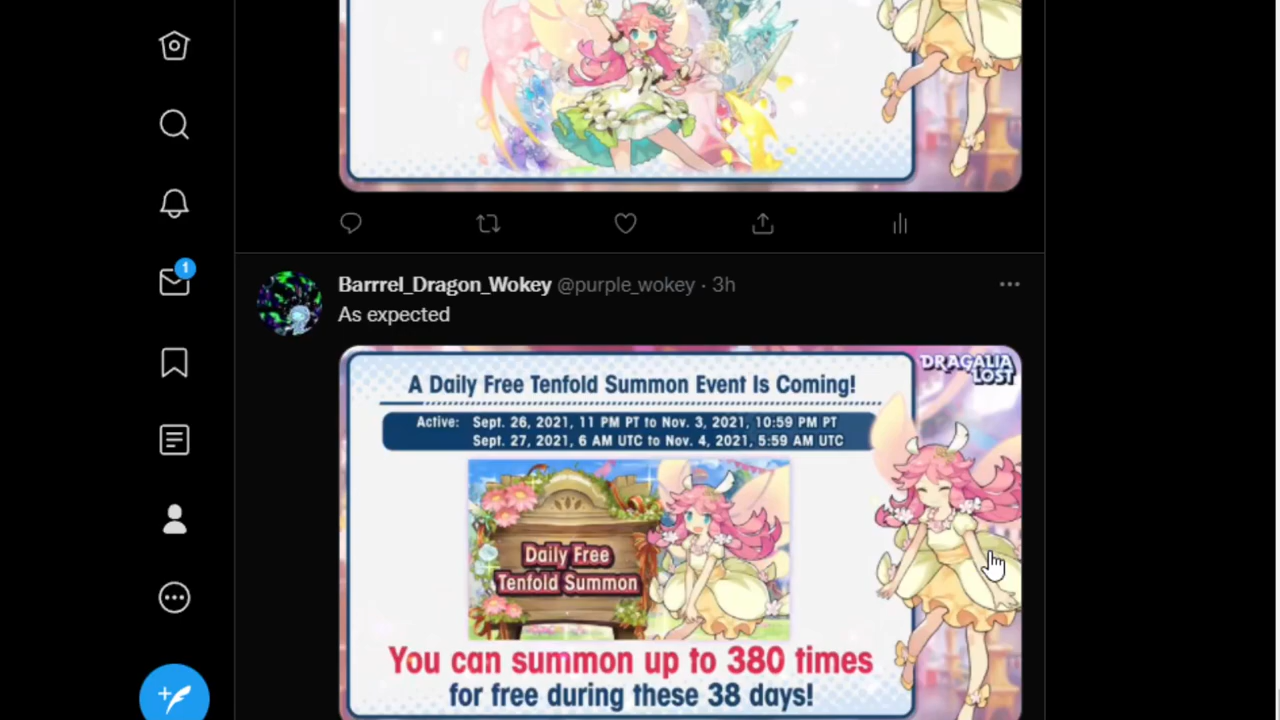 1
Barrrel_Dragon_Wokey @purple_wokey · 3h
As expected
DRAGALIA
LOST
A Daily Free Tenfold Summon Event Is Coming!
Active: Sept. 26, 2021, 11 PM PT to Nov. 3, 2021, 10:59 PM PT
Sept. 27, 2021, 6 AM UTC to Nov. 4, 2021, 5:59 AM UTC
Daily Free
Tenfold Summon
You can summon up to 380 times
for free during these 38 days!